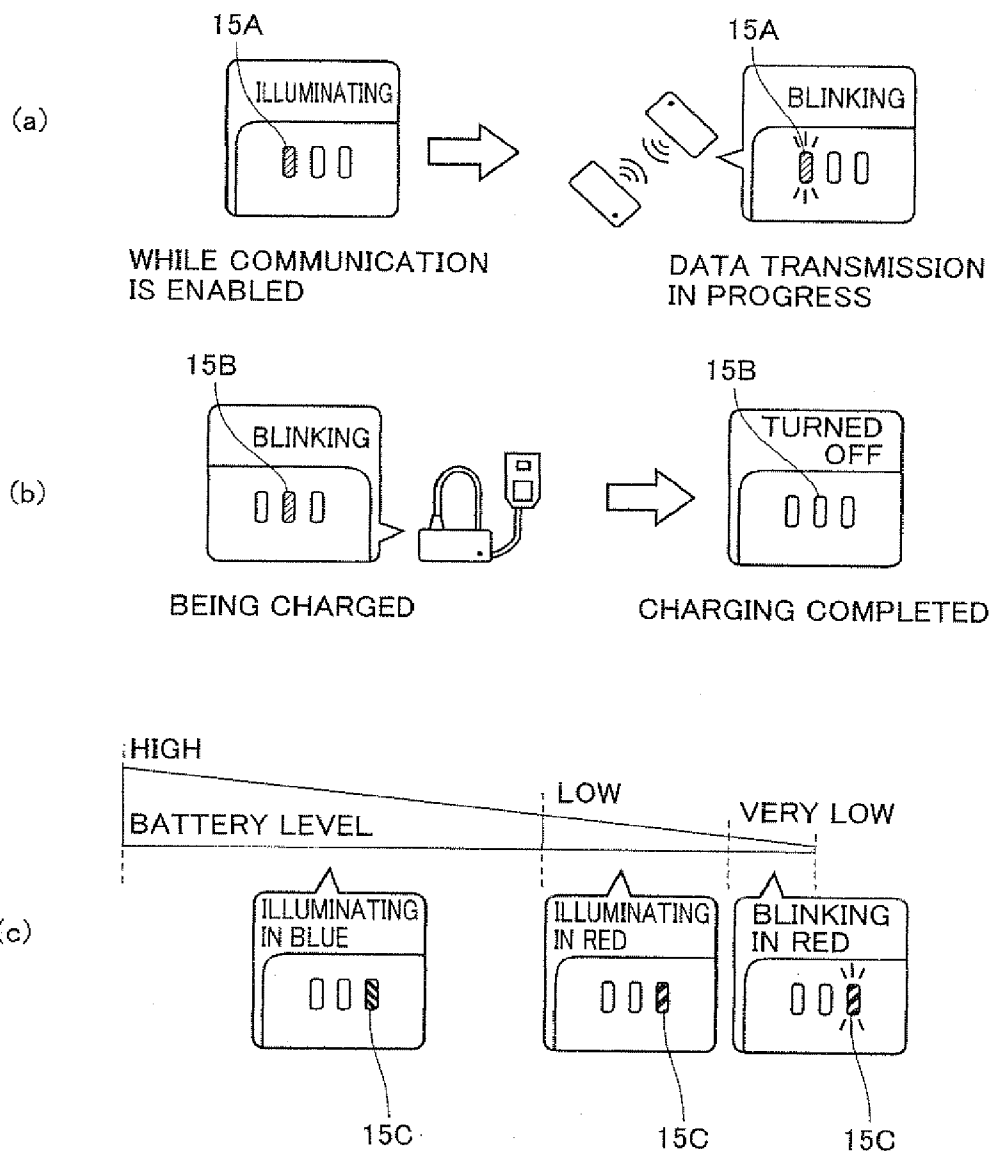 15A
15A
(a)
ILLUMINATING
BLINKING
WHILE COMMUNICATION
IS ENABLED
DATA TRANSMISSION
IN PROGRESS
15B
15B
(b)
BLINKING
TURNED
OFF
BEING CHARGED
CHARGING COMPLETED
HIGH
LOW
VERY LOW
BATTERY LEVEL
(c)
ILLUMINATING
IN BLUE
ILLUMINATING
IN RED
BLINKING
IN RED
15C
15C
15C